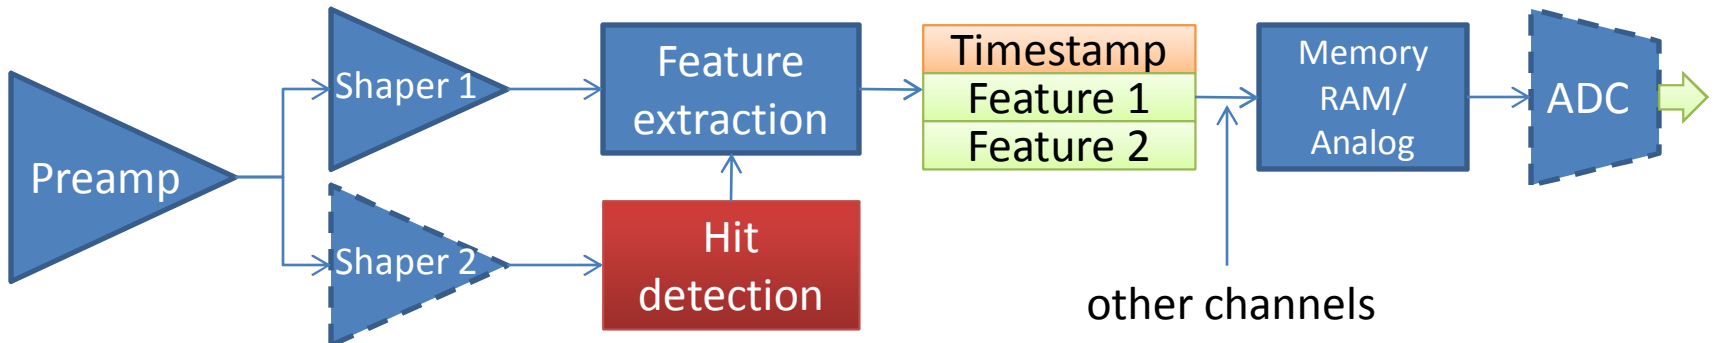 Preamp
Shaper 1
Shaper 2
Feature
extraction
Hit
detection
Timestamp
Feature 1
Feature 2
other channels
Memory
RAM/
Analog
ADC